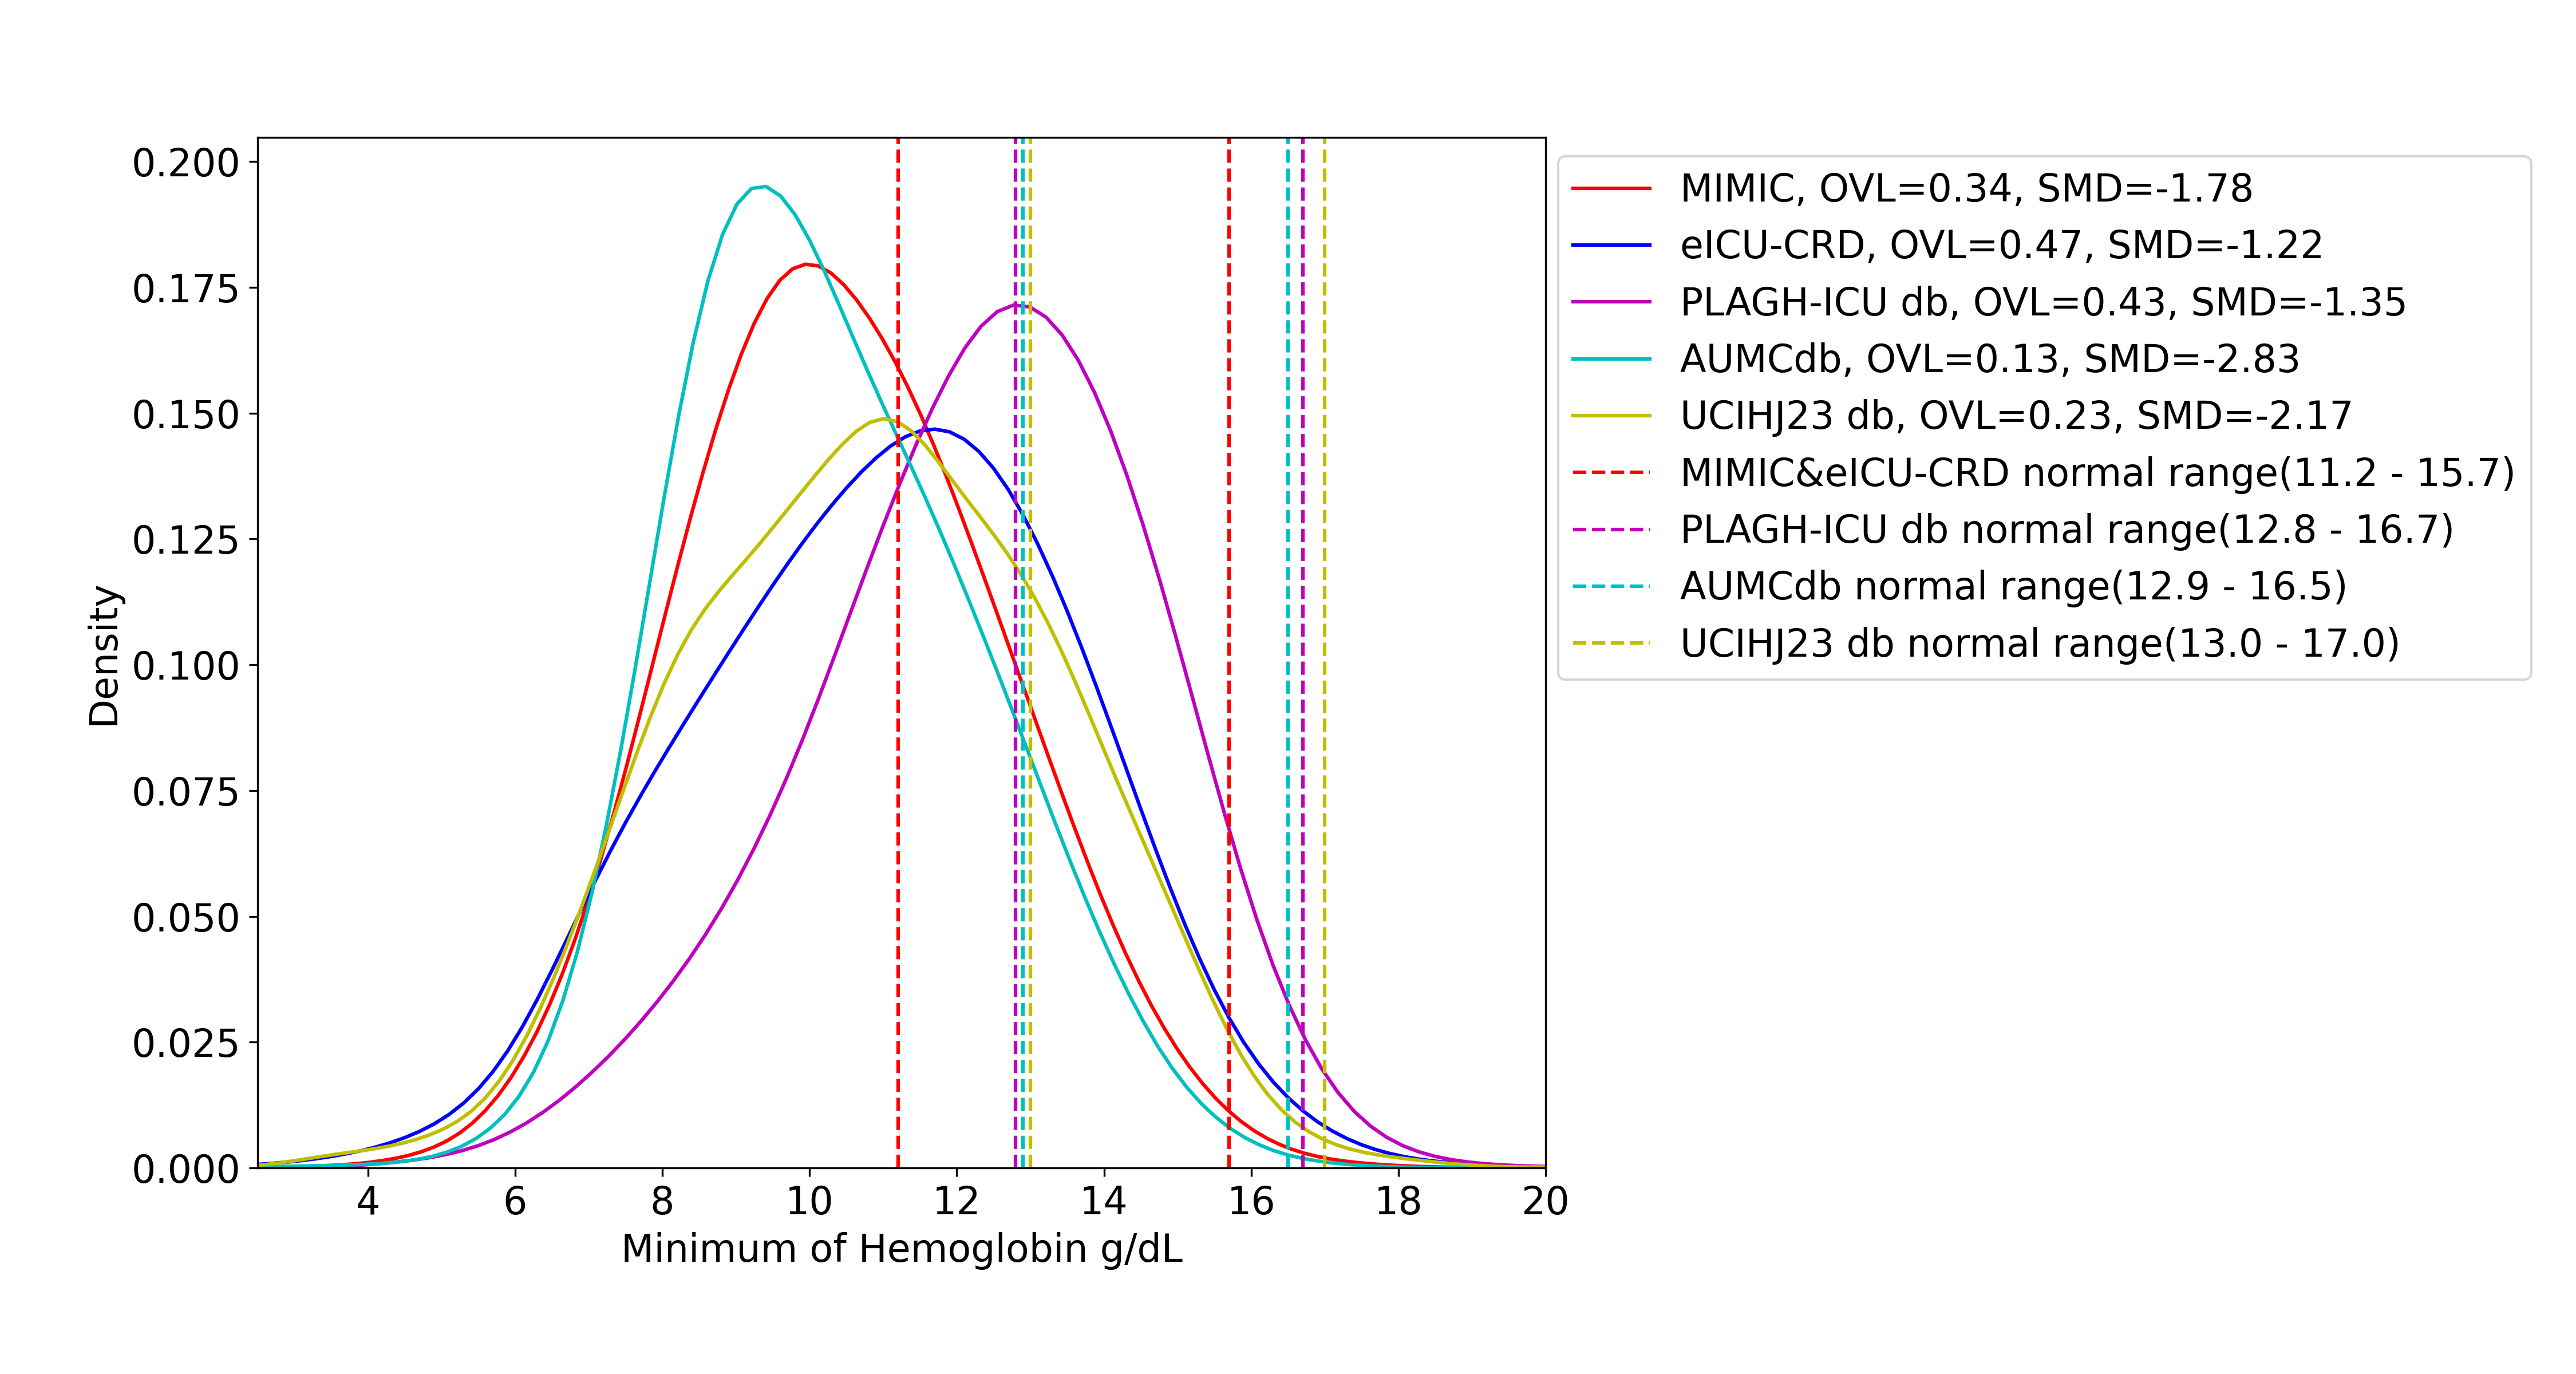 0.200
0.175
0.150
0.125
0.100
0.075
0.050
0.025
0.000
Density
4 6 8 10 12 14 16 18 20
Minimum of Hemoglobin g/dL
MIMIC, OVL=0.34, SMD=-1.78
eICU-CRD, OVL=0.47, SMD=-1.22
PLAGH-ICU db, OVL=0.43, SMD=-1.35
AUMCdb, OVL=0.13, SMD=-2.83
UCIHJ23 db, OVL=0.23, SMD=-2.17
MIMIC&eICU-CRD normal range(11.2 - 15.7)
PLAGH-ICU db normal range(12.8 - 16.7)
AUMCdb normal range(12.9 - 16.5)
UCIHJ23 db normal range(13.0 - 17.0)